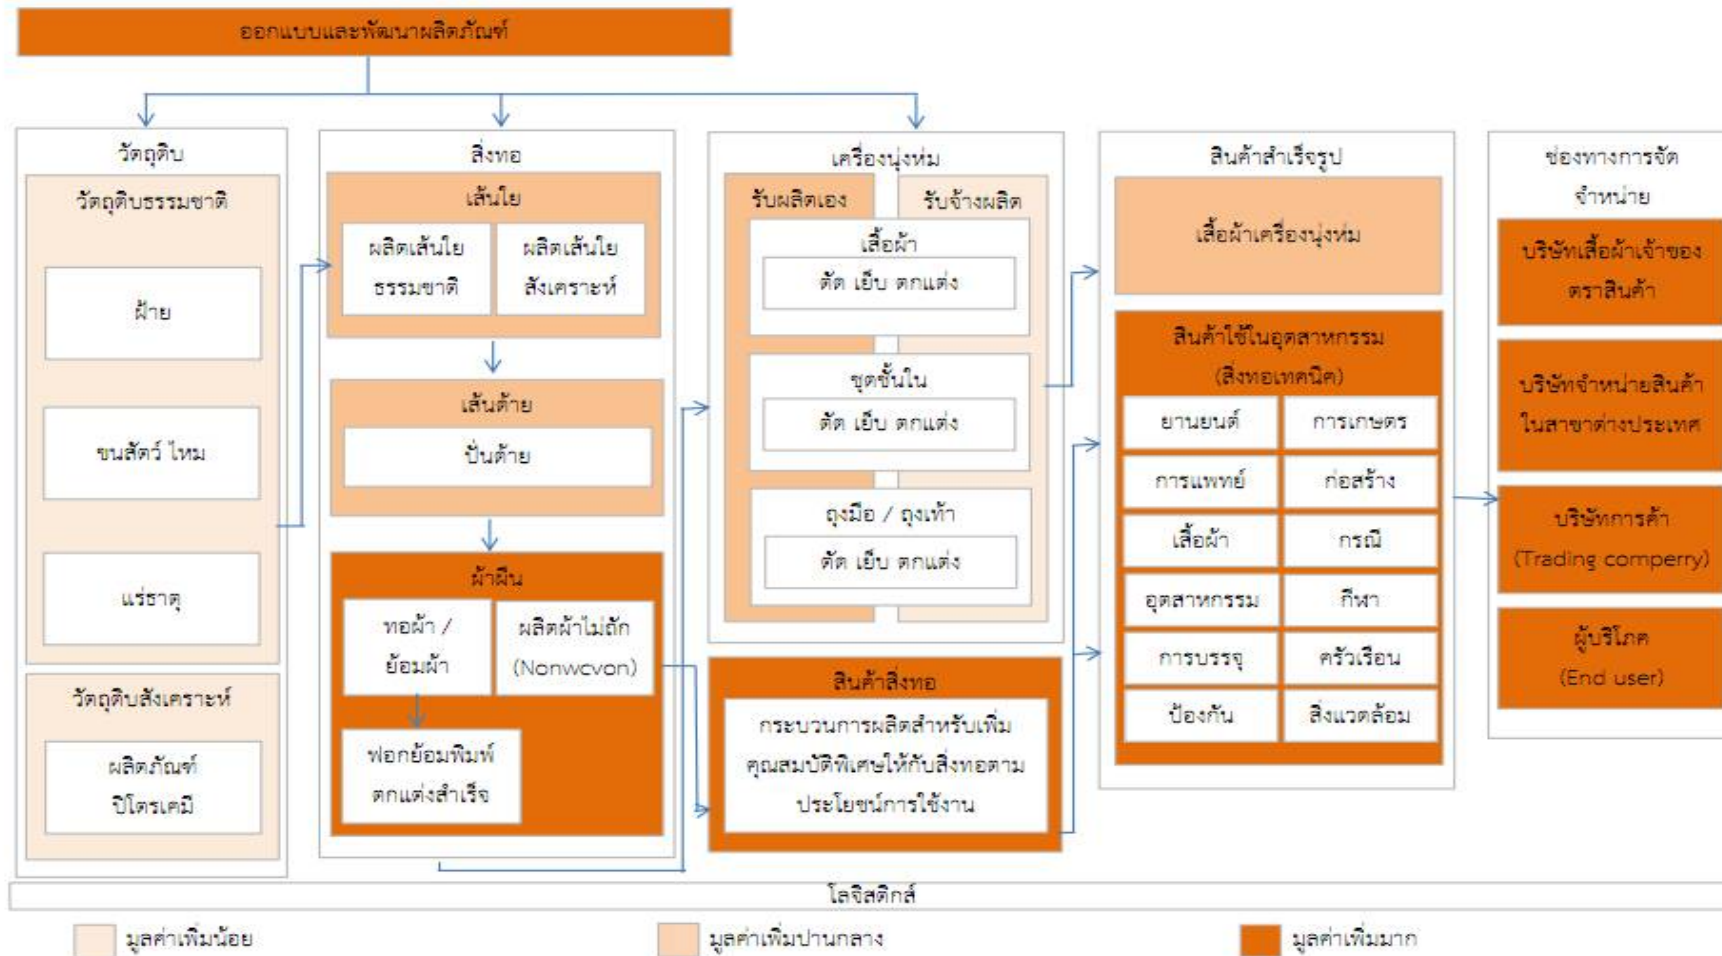 ออกแบบและพัฒนาผลิตภัณฑ์
วัตถุดิบ
วัตถุดิบธรรมชาติ
ฝ้าย
ขนสัตว์ ไหม
แร่ธาตุ
วัตถุดิบสังเคราะห์
ผลิตภัณฑ์
ปิโตรเคมี
สิ่งทอ
เส้นใย
ผลิตเส้นใย
ธรรมชาติ
ผลิตเส้นใย
สังเคราะห์
เส้นด้าย
ปั่นด้าย
ผ้าผืน
ทอผ้า /
ย้อมผ้า
ผลิตผ้าไม่ถัก
(Nonwcvon)
ฟอกย้อมพิมพ์
ตกแต่งสำเร็จ
เครื่องนุ่งห่ม
รับผลิตเอง
รับจ้างผลิต
เสื้อผ้า
ตัด เย็บ ตกแต่ง
ชุดชั้นใน
ตัด เย็บ ตกแต่ง
ถุงมือ / ถุงเท้า
ตัด เย็บ ตกแต่ง
สินค้าสิ่งทอ
กระบวนการผลิตสำหรับเพิ่ม
คุณสมบัติพิเศษให้กับสิ่งทอตาม
ประโยชน์การใช้งาน
สินค้าสำเร็จรูป
เสื้อผ้าเครื่องนุ่งห่ม
สินค้าใช้ในอุตสาหกรรม
(สิ่งทอเทคนิค)
ยานยนต์
การเกษตร
การแพทย์
ก่อสร้าง
เสื้อผ้า
กรณี
อุตสาหกรรม
กีฬา
การบรรจุ
ครัวเรือน
ป้องกัน
สิ่งแวดล้อม
ช่องทางการจัด
จำหน่าย
บริษัทเสื้อผ้าเจ้าของ
ตราสินค้า
บริษัทจำหน่ายสินค้า
ในสาขาต่างประเทศ
บริษัทการค้า
(Trading comperry)
ผู้บริโภค
(End user)
โลจิสติกส์
มูลค่าเพิ่มน้อย
มูลค่าเพิ่มปานกลาง
มูลค่าเพิ่มมาก